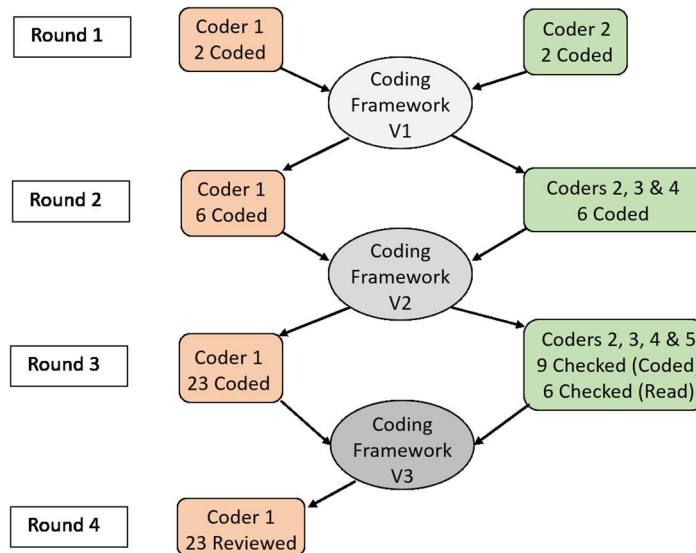 Round 1
Coder 1
2 Coded
Coder 2
2 Coded
Coding
Framework
V1
Round 2
Coder 1
6 Coded
Coders 2, 3 & 4
6 Coded
Coding
Framework
V2
Round 3
Coder 1
23 Coded
Coders 2, 3, 4 & 5
9 Checked (Coded)
6 Checked (Read)
Coding
Framework
V3
Round 4
Coder 1
23 Reviewed